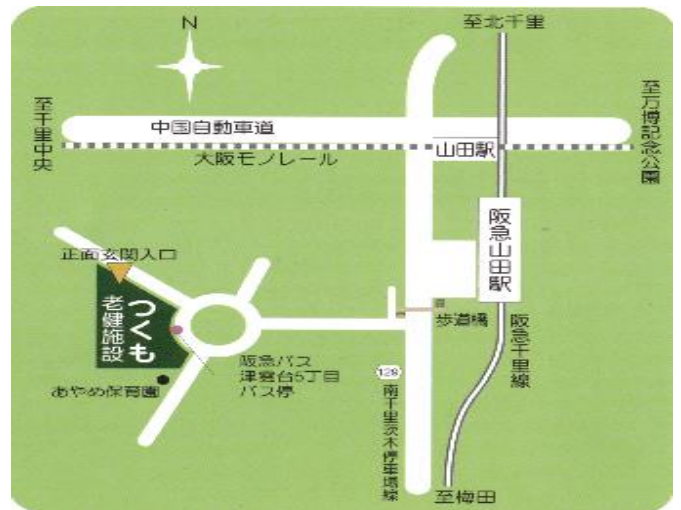 N
至北千里
至千里中央
中国自動車道
大阪モノレール
山田駅
至万博記念公園
阪急山田駅
正面玄関入口
老健施設
つくも
あやめ保育園
阪急バス
津雲台5丁目
バス停
歩道橋
129
南千里茨木停車場線
阪急千里線
至梅田